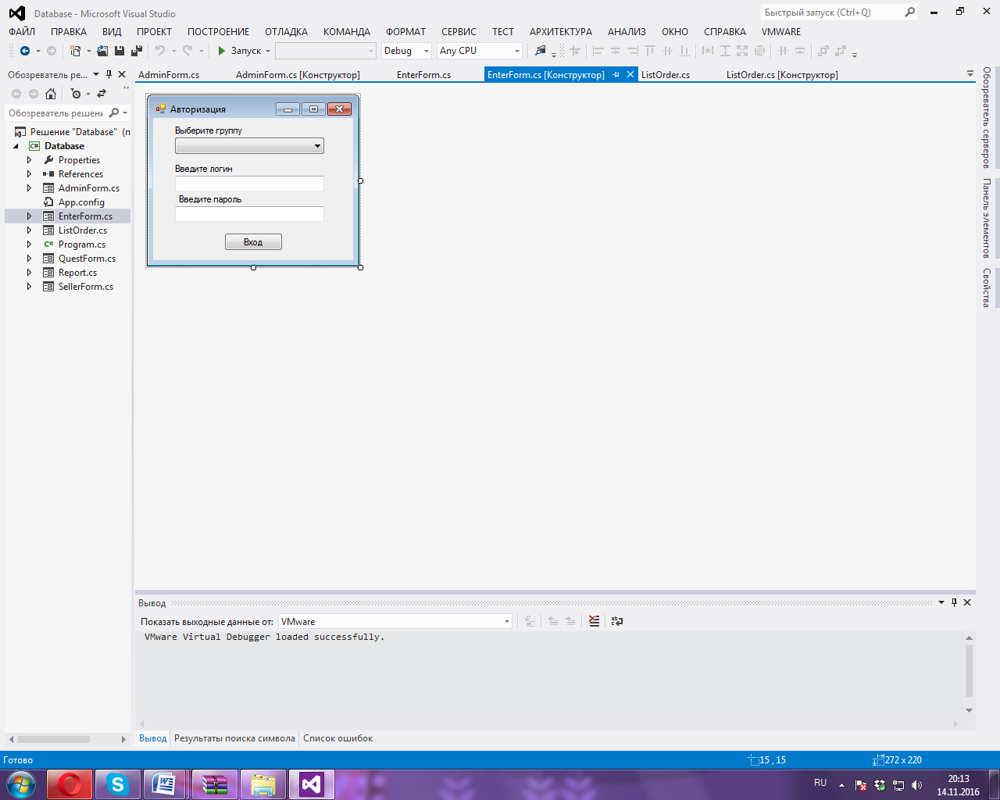 Database - Microsoft Visual Studio
Быстрый запуск (Ctrl+Q)
ФАЙЛ ПРАВКА ВИД ПРОЕКТ ПОСТРОЕНИЕ ОТЛАДКА КОМАНДА ФОРМАТ СЕРВИС ТЕСТ АРХИТЕКТУРА АНАЛИЗ ОКНО СПРАВКА VMWARE
Запуск Debug Any CPU
Обозреватель ре...
AdminForm.cs AdminForm.cs [Конструктор] EnterForm.cs EnterForm.cs [Конструктор] ListOrder.cs ListOrder.cs [Конструктор]
Обозреватель решени
Решение "Database" (п
Database
Properties
References
AdminForm.cs
App.config
EnterForm.cs
ListOrder.cs
Program.cs
QuestForm.cs
Report.cs
SellerForm.cs
Авторизация
Выберите группу
Введите логин
Введите пароль
Вход
Обозреватель серверов
Панель элементов
Свойства
Вывод
Показать выходные данные от: VMware
VMware Virtual Debugger loaded successfully.
Вывод Результаты поиска символа Список ошибок
Готово 15 , 15 272 x 220
RU 20:13
14.11.2016